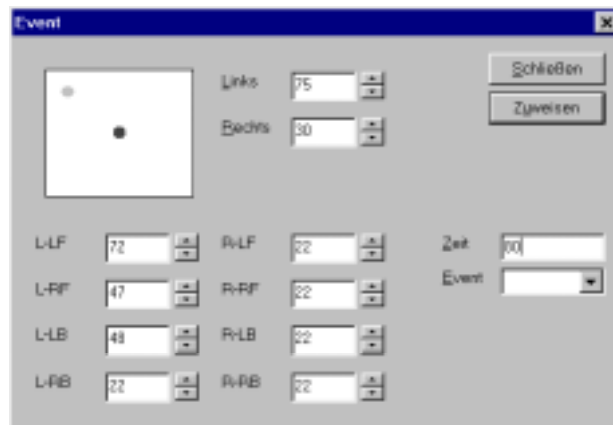 Event
Links 75
Schließen
Rechts 30
Zuweisen
L-LF 72 R-LF 22 Zeit 80
L-RF 47 R-RF 22 Event
L-LB 48 R-LB 22
L-RB 22 R-RB 22